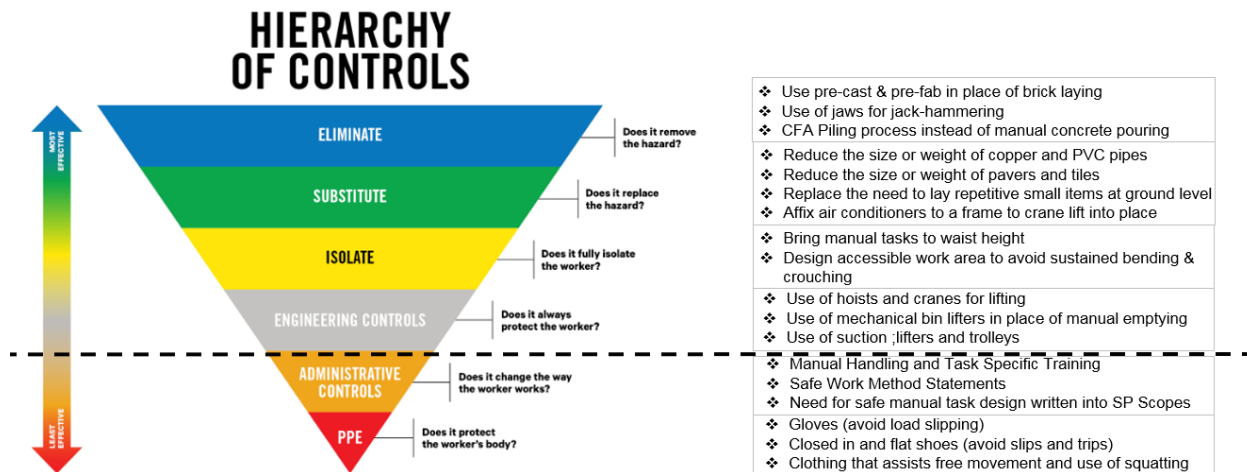 HIERARCHY
OF CONTROLS
MOST
EFFECTIVE
LEAST
EFFECTIVE
ELIMINATE
Does it remove
the hazard?
SUBSTITUTE
Does it replace
the hazard?
ISOLATE
Does it fully isolate
the worker?
ENGINEERING CONTROLS
Does it always
protect the worker?
ADMINISTRATIVE
CONTROLS
Does it change the way
the worker works?
PPE
Does it protect
the worker's body?
❖ Use pre-cast & pre-fab in place of brick laying
❖ Use of jaws for jack-hammering
❖ CFA Piling process instead of manual concrete pouring
❖ Reduce the size or weight of copper and PVC pipes
❖ Reduce the size or weight of pavers and tiles
❖ Replace the need to lay repetitive small items at ground level
❖ Affix air conditioners to a frame to crane lift into place
❖ Bring manual tasks to waist height
❖ Design accessible work area to avoid sustained bending &
crouching
❖ Use of hoists and cranes for lifting
❖ Use of mechanical bin lifters in place of manual emptying
❖ Use of suction ;lifters and trolleys
❖ Manual Handling and Task Specific Training
❖ Safe Work Method Statements
❖ Need for safe manual task design written into SP Scopes
❖ Gloves (avoid load slipping)
❖ Closed in and flat shoes (avoid slips and trips)
❖ Clothing that assists free movement and use of squatting